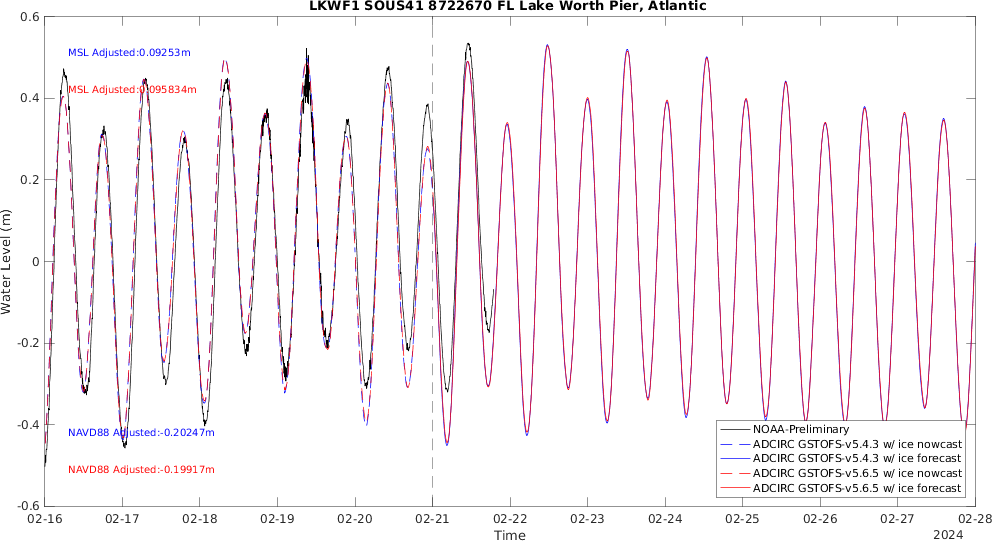 LKWF1 SOUS41 8722670 FL Lake Worth Pier, Atlantic
0.6
0.4
0.2
0
-0.2
-0.4
-0.6
Water Level (m)
MSL Adjusted:0.09253m
MSL Adjusted:0.095834m
NAVD88 Adjusted:-0.20247m
NAVD88 Adjusted:-0.19917m
NOAA-Preliminary
ADCIRC GSTOFS-v5.4.3 w/ ice nowcast
ADCIRC GSTOFS-v5.4.3 w/ ice forecast
ADCIRC GSTOFS-v5.6.5 w/ ice nowcast
ADCIRC GSTOFS-v5.6.5 w/ ice forecast
02-16 02-17 02-18 02-19 02-20 02-21 02-22 02-23 02-24 02-25 02-26 02-27 02-28
Time
2024